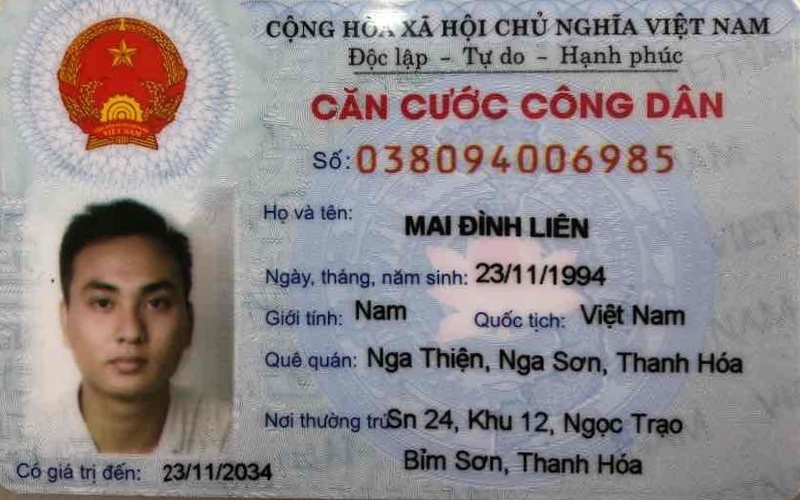 CỘNG HÒA XÃ HỘI CHỦ NGHĨA VIỆT NAM
Độc lập - Tự do - Hạnh phúc
CĂN CƯỚC CÔNG DÂN
Số: 038094006985
Họ và tên: MAI ĐÌNH LIÊN
Ngày, tháng, năm sinh: 23/11/1994
Giới tính: Nam Quốc tịch: Việt Nam
Quê quán: Nga Thiện, Nga Sơn, Thanh Hóa
Nơi thường trú: Sn 24, Khu 12, Ngọc Trạo
Bỉm Sơn, Thanh Hóa
Có giá trị đến: 23/11/2034